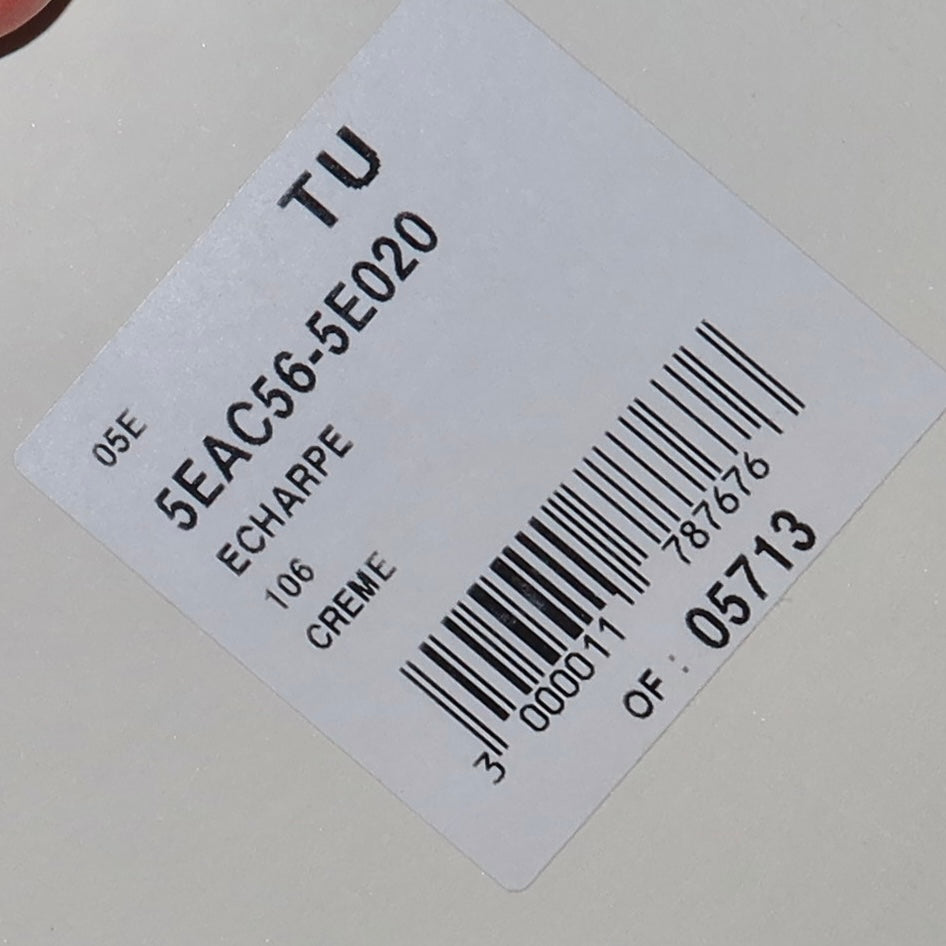 TU
05E
5EAC56-5E020
ECHARPE
106
CREME
3 000011 787676
OF : 05713